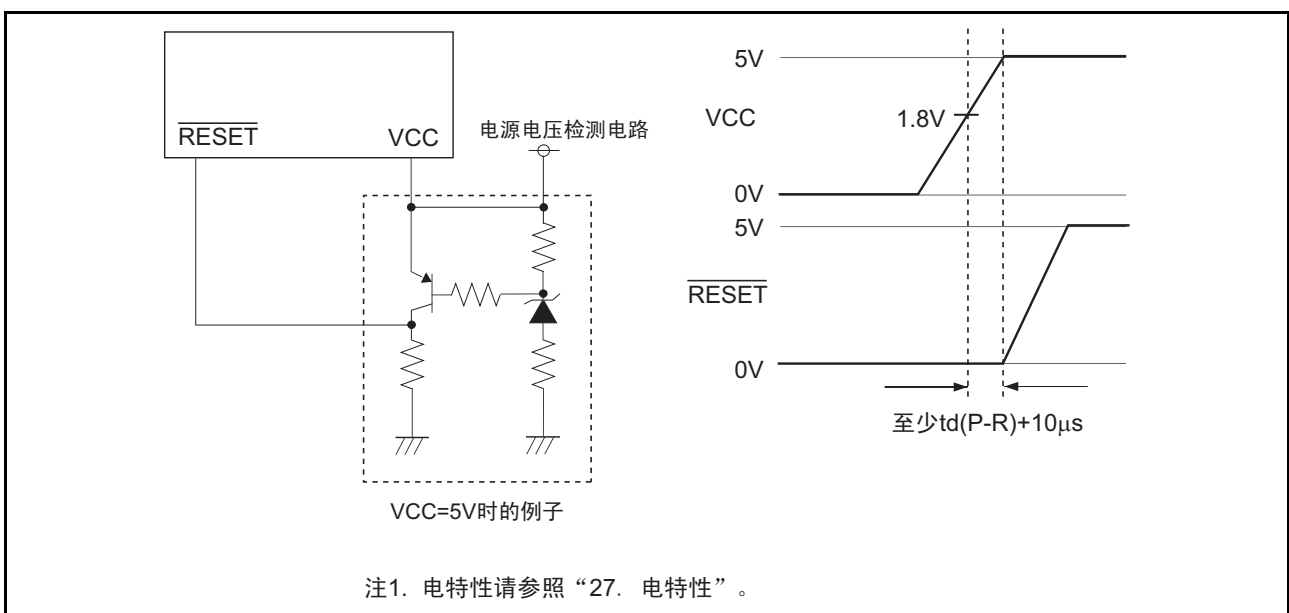 RESET VCC
电源电压检测电路
VCC=5V时的例子
5V
VCC
1.8V
0V
5V
RESET
0V
至少td(P-R)+10μs
注1. 电特性请参照“27. 电特性”。